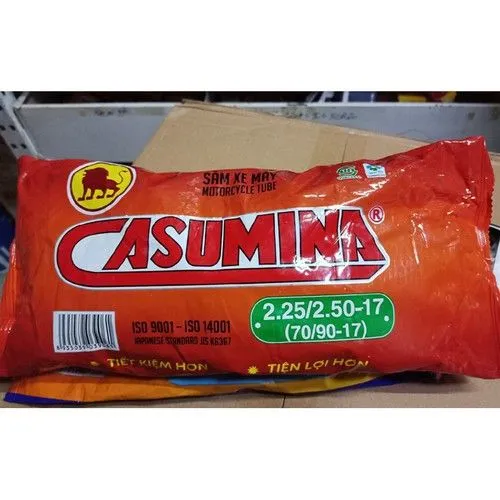 SĂM XE MÁY
MOTORCYCLE TUBE
CASUMINA®
2.25/2.50-17
(70/90-17)
ISO 9001 - ISO 14001
JAPANESE STANDARD JIS K6367
TIẾT KIỆM HƠN
TIỆN LỢI HƠN